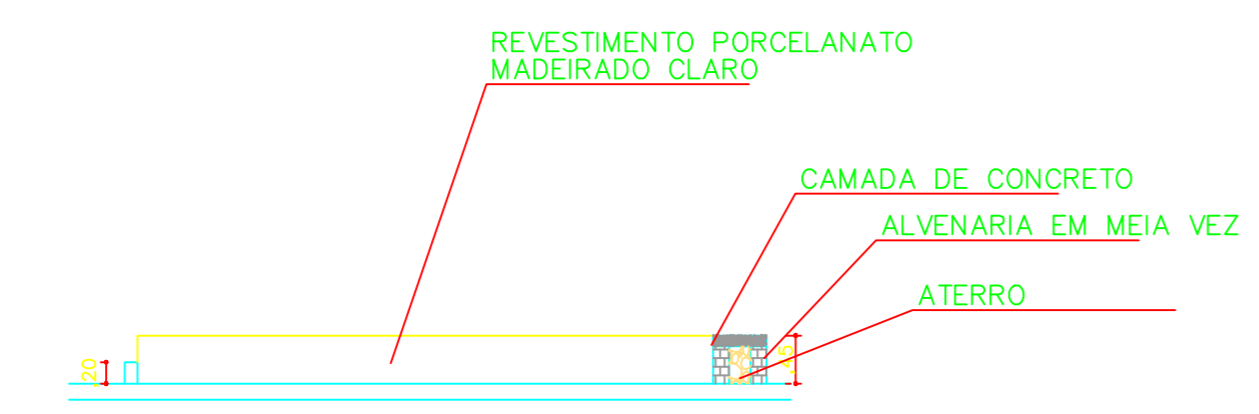 REVESTIMENTO PORCELANATO
MADEIRADO CLARO
CAMADA DE CONCRETO
ALVENARIA EM MEIA VEZ
ATERRO
.20
.45